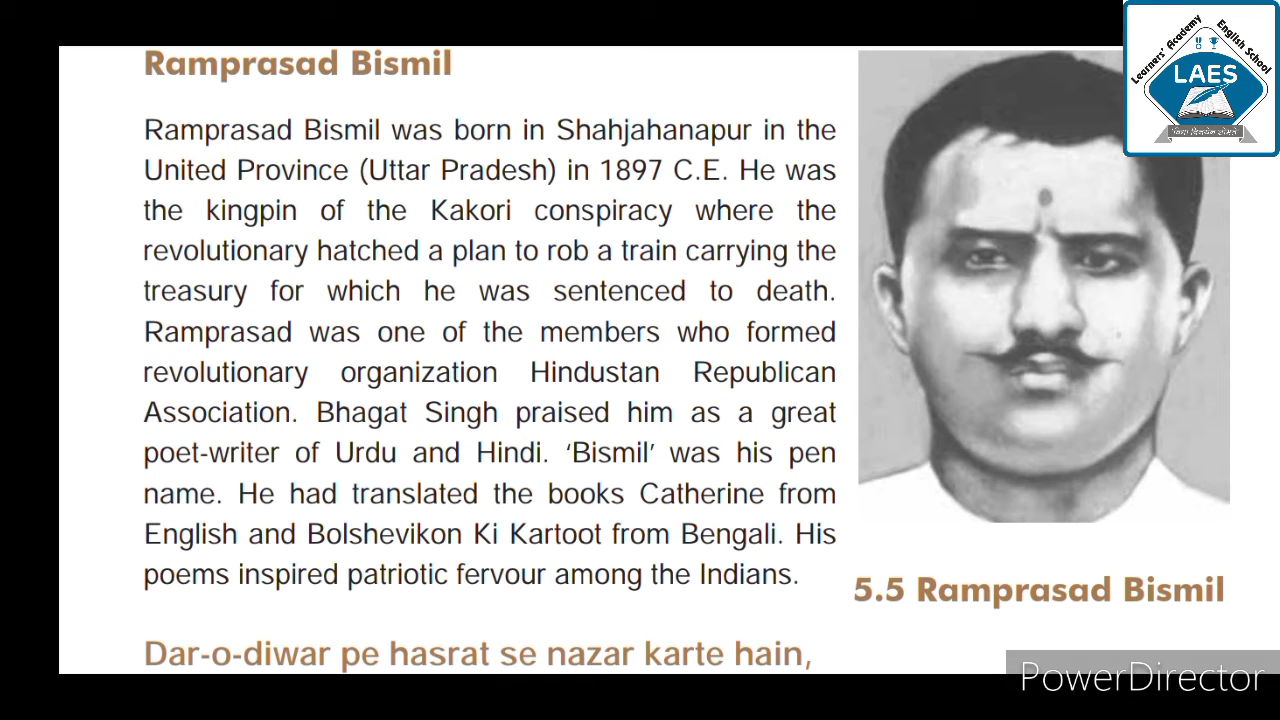 Ramprasad Bismil
Ramprasad Bismil was born in Shahjahanapur in the
United Province (Uttar Pradesh) in 1897 C.E. He was
the kingpin of the Kakori conspiracy where the
revolutionary hatched a plan to rob a train carrying the
treasury for which he was sentenced to death.
Ramprasad was one of the members who formed
revolutionary organization Hindustan Republican
Association. Bhagat Singh praised him as a great
poet-writer of Urdu and Hindi. ‘Bismil’ was his pen
name. He had translated the books Catherine from
English and Bolshevikon Ki Kartoot from Bengali. His
poems inspired patriotic fervour among the Indians.
Dar-o-diwar pe hasrat se nazar karte hain,
5.5 Ramprasad Bismil
Learners' Academy English School
LAES
विद्या विनयेन शोभते
PowerDirector